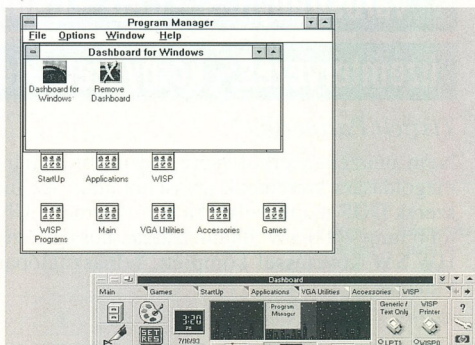 Program Manager
File Options Window Help
Dashboard for Windows
Dashboard for Windows
Remove Dashboard
StartUp Applications WISP
WISP Programs Main VGA Utilities Accessories Games
Dashboard
Main Games StartUp Applications VGA Utilities Accessories WISP
3:20
PM
7/16/93
SET RES
Program Manager
Generic / Text Only
WISP Printer
?
LPT1 WISP0